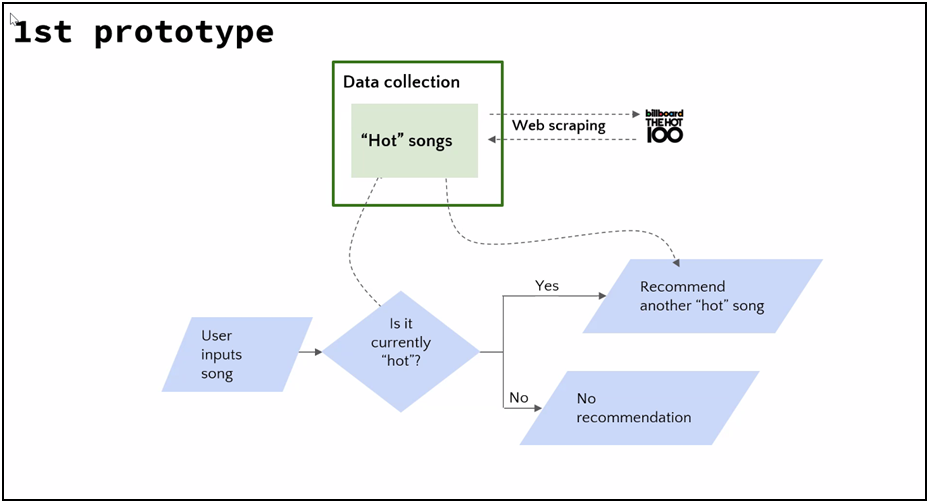 1st prototype
Data collection
“Hot” songs
Web scraping
billboard
THE HOT
100
User
inputs
song
Is it
currently
“hot”?
Yes
Recommend
another “hot” song
No
No
recommendation